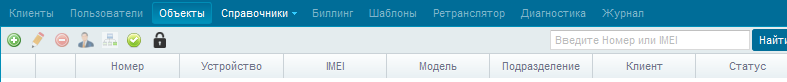 Клиенты Пользователи Объекты Справочники Биллинг Шаблоны Ретранслятор Диагностика Журнал
Введите Номер или IMEI Найти
Номер Устройство IMEI Модель Подразделение Клиент Статус